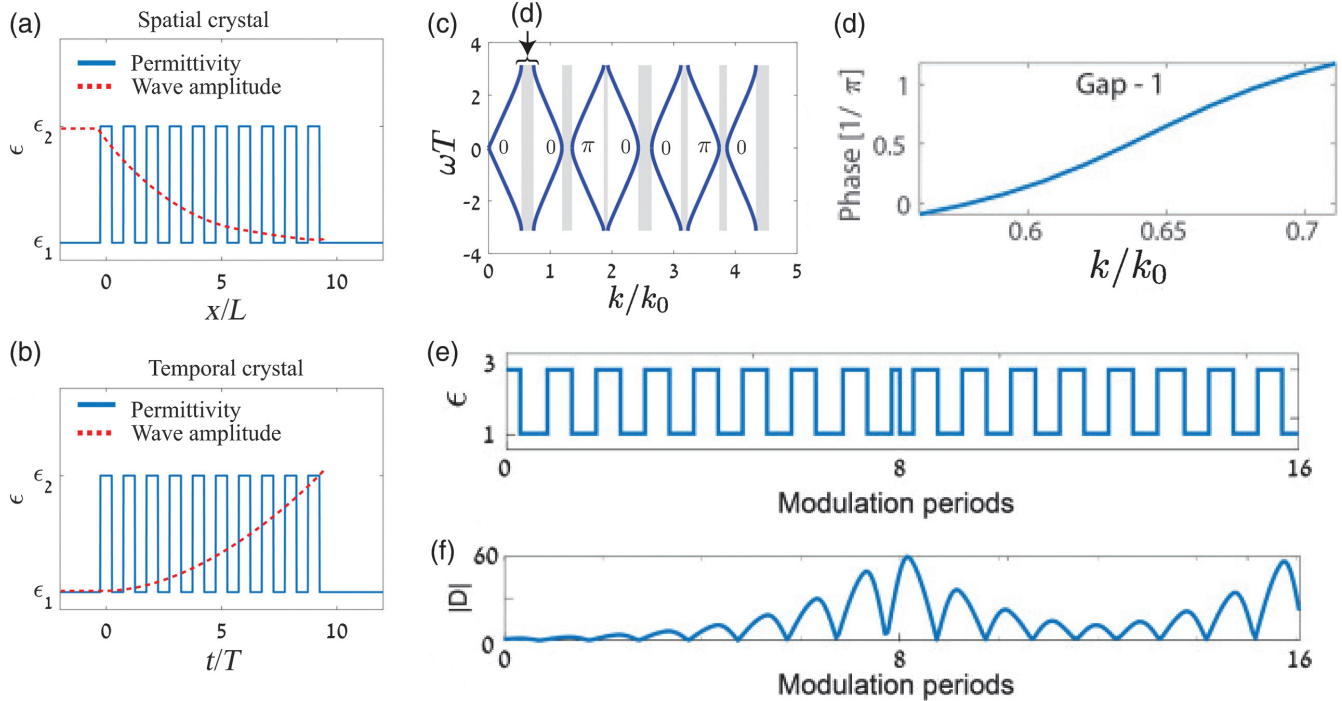 (a)
Spatial crystal
Permittivity
Wave amplitude
ϵ
ϵ2
ϵ1
0 5 10
x/L
(b)
Temporal crystal
Permittivity
Wave amplitude
ϵ
ϵ2
ϵ1
0 5 10
t/T
(c)
(d)
ωT
4
2
0
-2
-4
0 0 π 0 0 π 0
0 1 2 3 4 5
k/k0
(d)
Gap - 1
Phase [1/ π]
1
0.5
0
0.6 0.65 0.7
k/k0
(e)
ϵ
3
1
0 8 16
Modulation periods
(f)
|D|
60
0
0 8 16
Modulation periods